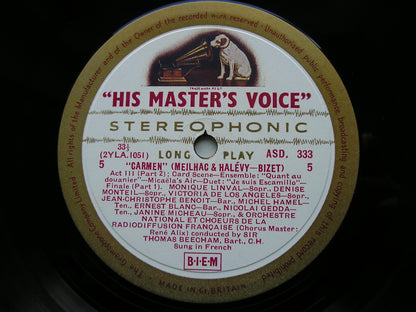 All rights of the Manufacturer and of the Owner of the recorded work reserved · Unauthorised public performance, broadcasting and copying of this record prohibited
TRADE MARK
"HIS MASTER'S VOICE"
STEREOPHONIC
33⅓
(2YLA.1051) LONG PLAY ASD. 333
5 "CARMEN" (MEILHAC & HALÉVY—BIZET) 5
Act III (Part 2): Card Scene—Ensemble: "Quant au
douanier"—Micaëla's Air—Duet: "Je suis Escamillo"—
Finale (Part 1). MONIQUE LINVAL—Sopr., DENISE
MONTEIL—Sopr., VICTORIA DE LOS ANGELES—Sopr.,
JEAN-CHRISTOPHE BENOIT—Bar., MICHEL HAMEL—
Ten., ERNEST BLANC—Bar., NICOLAI GEDDA—
Ten., JANINE MICHEAU—Sopr., & ORCHESTRE
NATIONAL ET CHOEURS DE LA
RADIODIFFUSION FRANÇAISE (Chorus Master:
René Alix) conducted by SIR
THOMAS BEECHAM, Bart., C.H.
Sung in French
B·I·E·M
The Gramophone Company Limited
MADE IN GT. BRITAIN